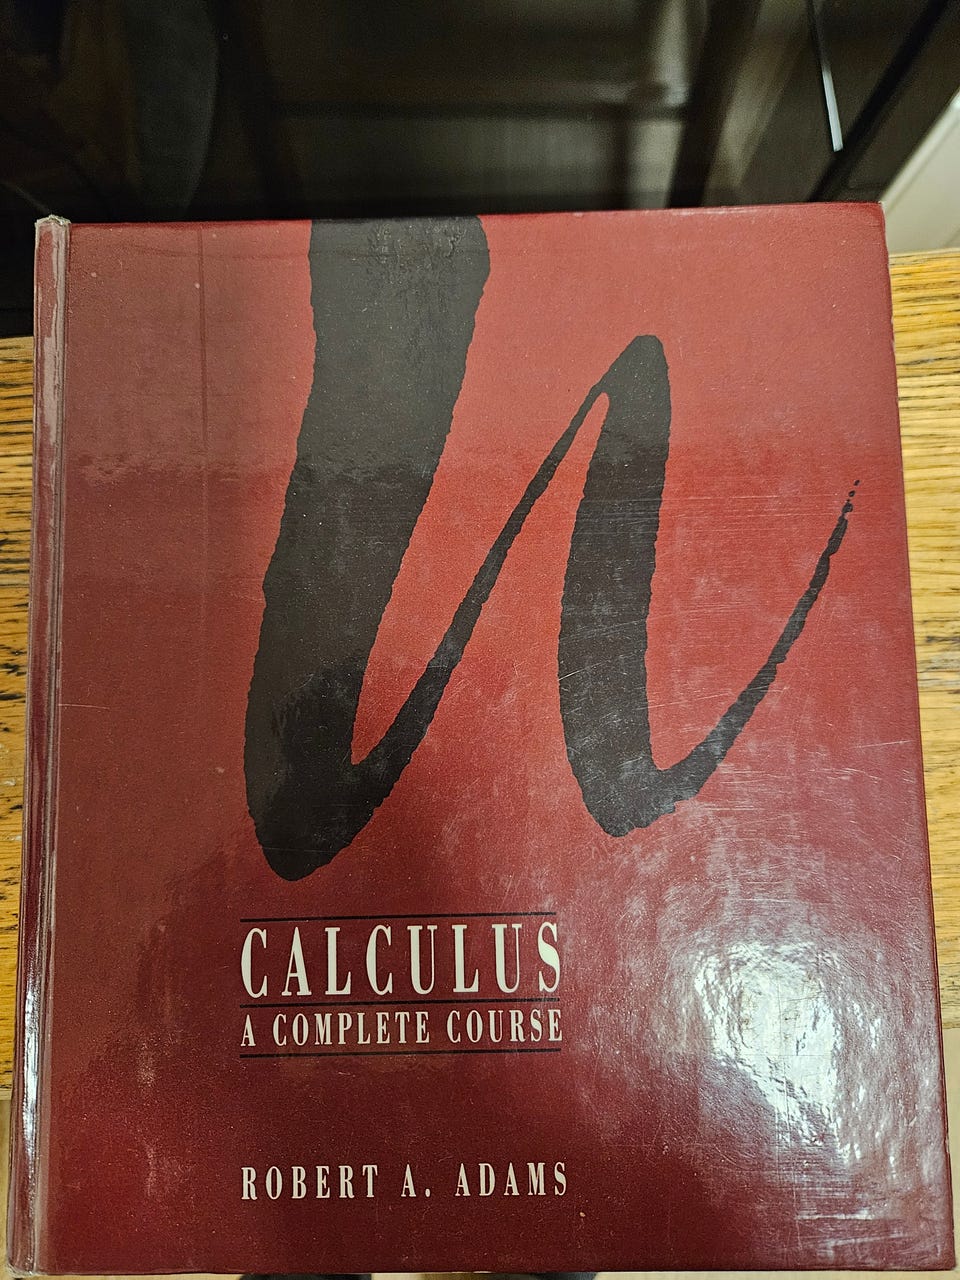 CALCULUS
A COMPLETE COURSE
ROBERT A. ADAMS